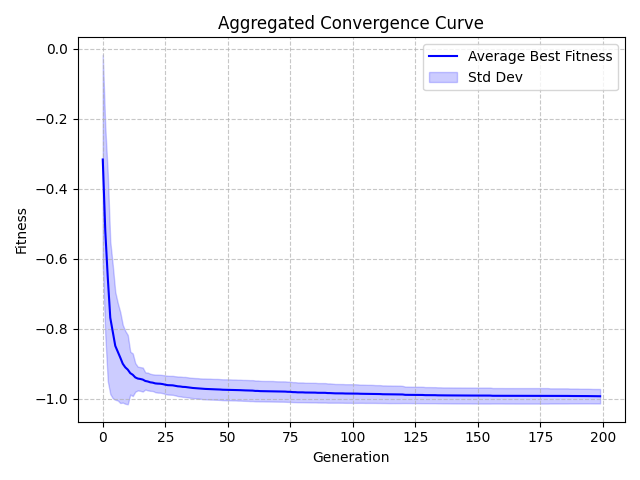 Aggregated Convergence Curve
Average Best Fitness
Std Dev
Fitness
0.0
−0.2
−0.4
−0.6
−0.8
−1.0
0 25 50 75 100 125 150 175 200
Generation